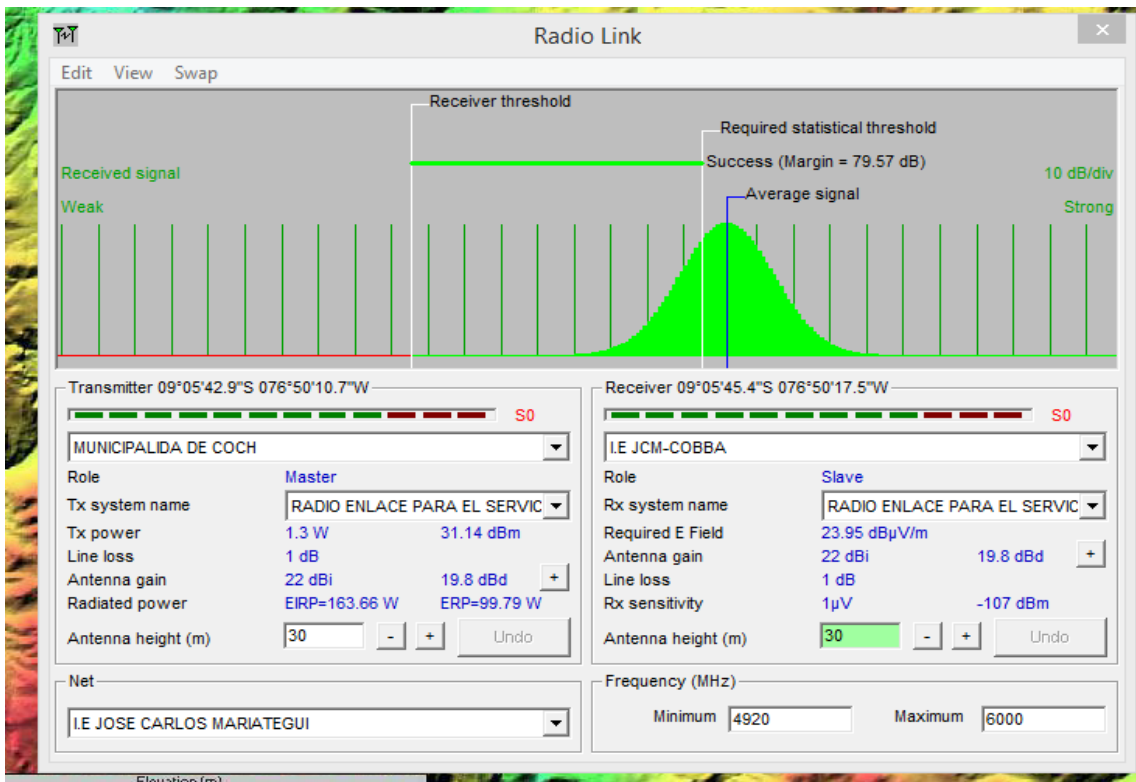 Radio Link
Edit View Swap
Receiver threshold
Required statistical threshold
Received signal
Success (Margin = 79.57 dB)
10 dB/div
Weak
Average signal
Strong
Transmitter 09°05'42.9"S 076°50'10.7"W
S0
MUNICIPALIDA DE COCH
Role Master
Tx system name RADIO ENLACE PARA EL SERVIC
Tx power 1.3 W 31.14 dBm
Line loss 1 dB
Antenna gain 22 dBi 19.8 dBd +
Radiated power EIRP=163.66 W ERP=99.79 W
Antenna height (m) 30 - + Undo
Receiver 09°05'45.4"S 076°50'17.5"W
S0
I.E JCM-COBBA
Role Slave
Rx system name RADIO ENLACE PARA EL SERVIC
Required E Field 23.95 dBµV/m
Antenna gain 22 dBi 19.8 dBd +
Line loss 1 dB
Rx sensitivity 1µV -107 dBm
Antenna height (m) 30 - + Undo
Net
I.E JOSE CARLOS MARIATEGUI
Frequency (MHz)
Minimum 4920 Maximum 6000
Elevation (m)